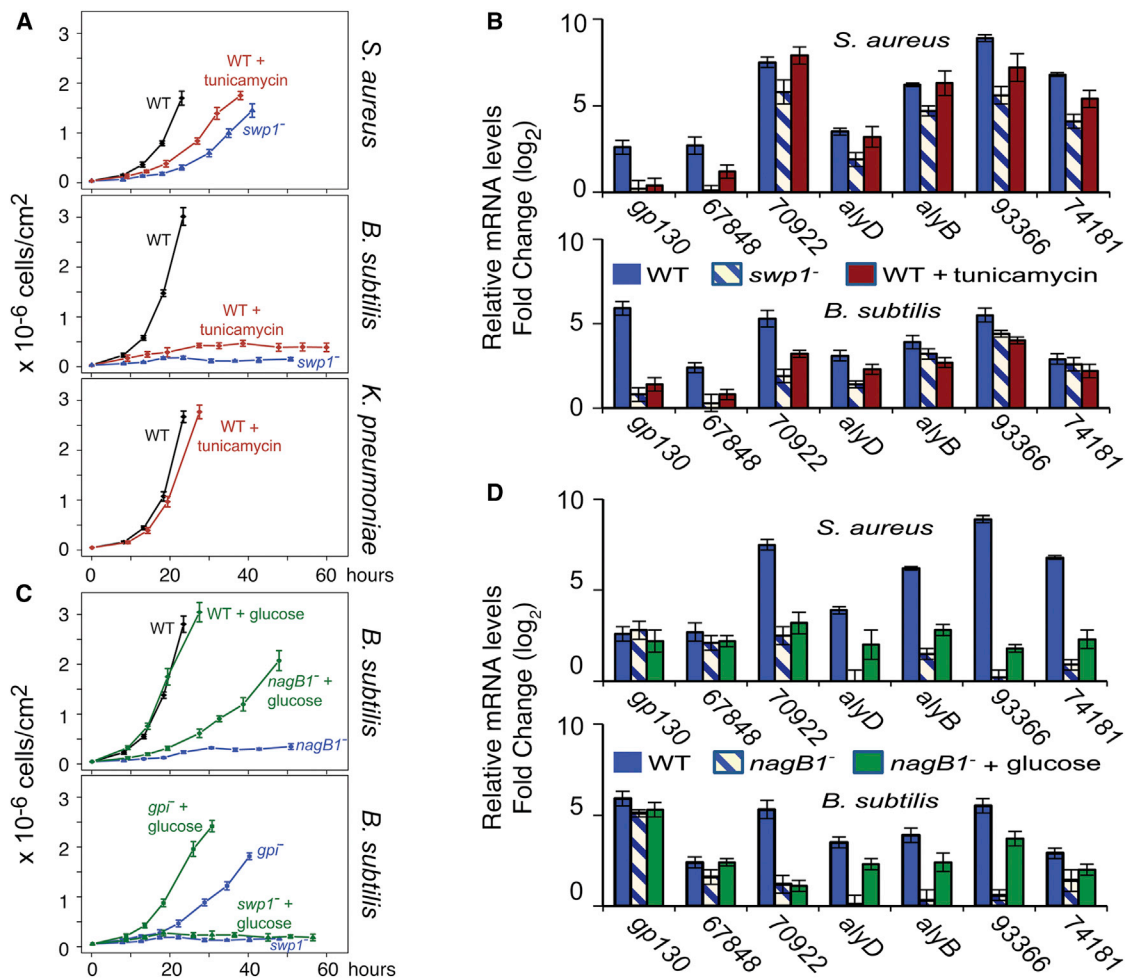 A
3
2
1
0
WT
WT +
tunicamycin
swp1-
S. aureus
3
2
1
0
WT
WT +
tunicamycin
swp1-
B. subtilis
3
2
1
0
WT
WT +
tunicamycin
K. pneumoniae
0 20 40 60 hours
x 10-6 cells/cm2
B
Relative mRNA levels
Fold Change (log2)
10
5
0
S. aureus
gp130 67848 70922 alyD alyB 93366 74181
10
5
0
WT swp1- WT + tunicamycin
B. subtilis
gp130 67848 70922 alyD alyB 93366 74181
C
3
2
1
0
WT
WT + glucose
nagB1- +
glucose
nagB1-
B. subtilis
3
2
1
0
gpi- +
glucose
gpi-
swp1- +
glucose
swp1-
B. subtilis
0 20 40 60 hours
x 10-6 cells/cm2
D
Relative mRNA levels
Fold Change (log2)
10
5
0
S. aureus
gp130 67848 70922 alyD alyB 93366 74181
10
5
0
WT nagB1- nagB1- + glucose
B. subtilis
gp130 67848 70922 alyD alyB 93366 74181